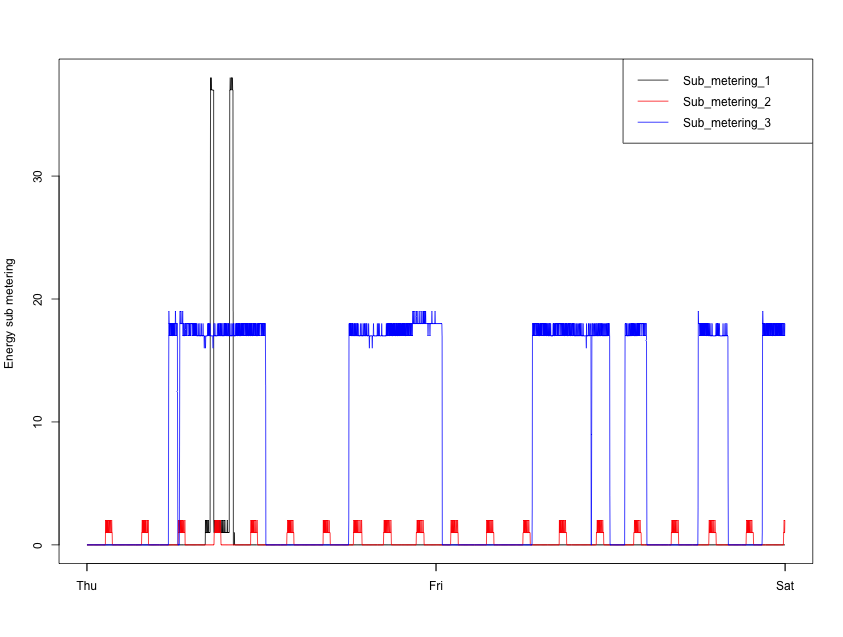 Sub_metering_1
Sub_metering_2
Sub_metering_3
Energy sub metering
30
20
10
0
Thu Fri Sat